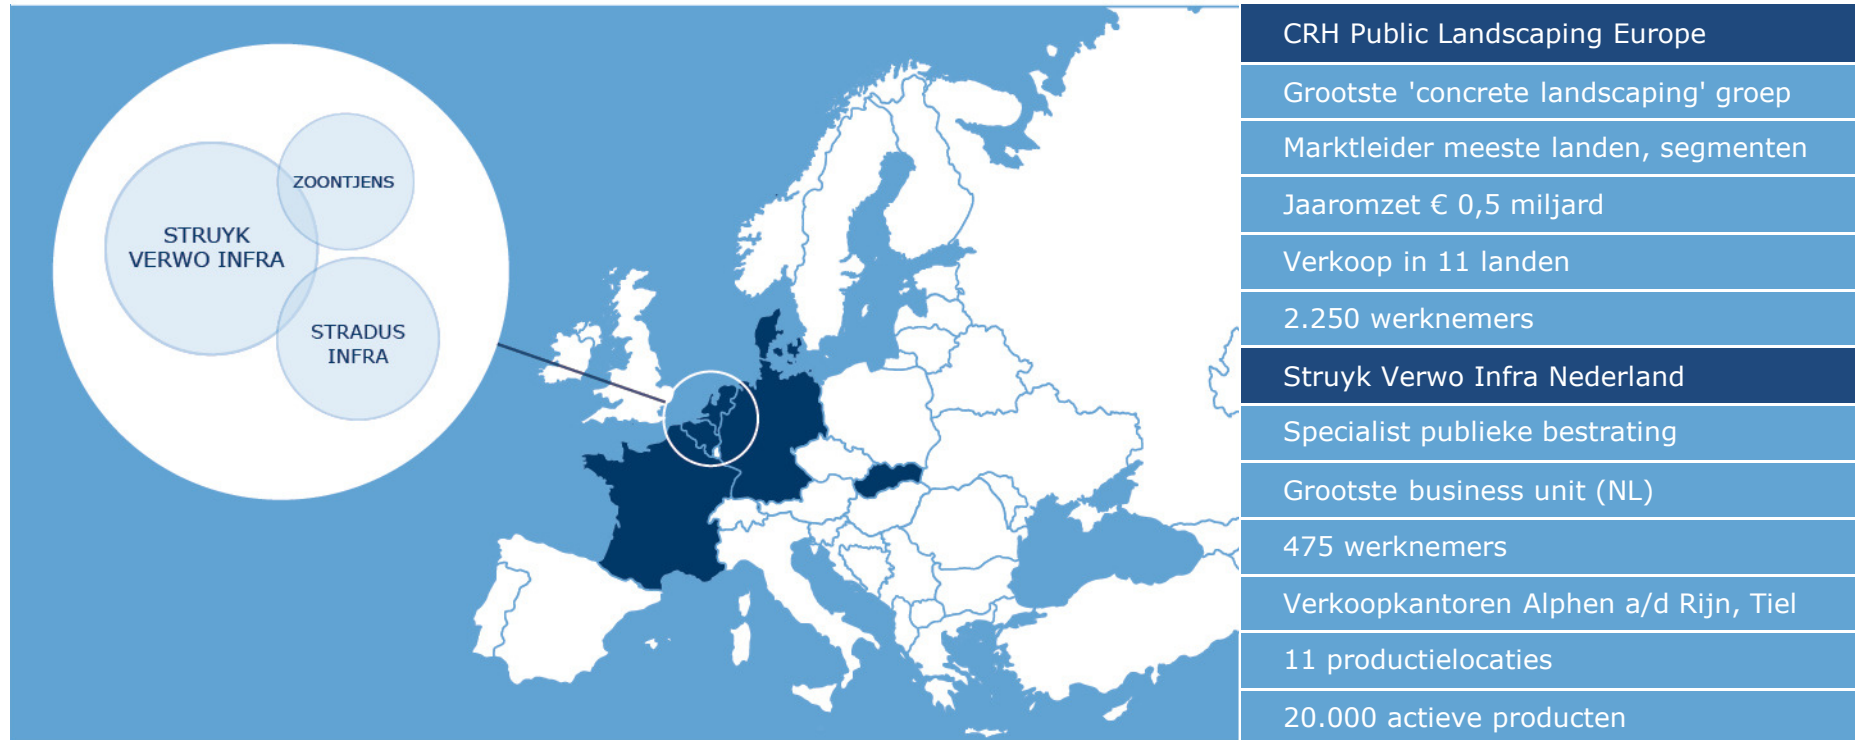 ZOONTJENS
STRUYK
VERWO INFRA
STRADUS
INFRA
CRH Public Landscaping Europe
Grootste 'concrete landscaping' groep
Marktleider meeste landen, segmenten
Jaaromzet € 0,5 miljard
Verkoop in 11 landen
2.250 werknemers
Struyk Verwo Infra Nederland
Specialist publieke bestrating
Grootste business unit (NL)
475 werknemers
Verkoopkantoren Alphen a/d Rijn, Tiel
11 productielocaties
20.000 actieve producten